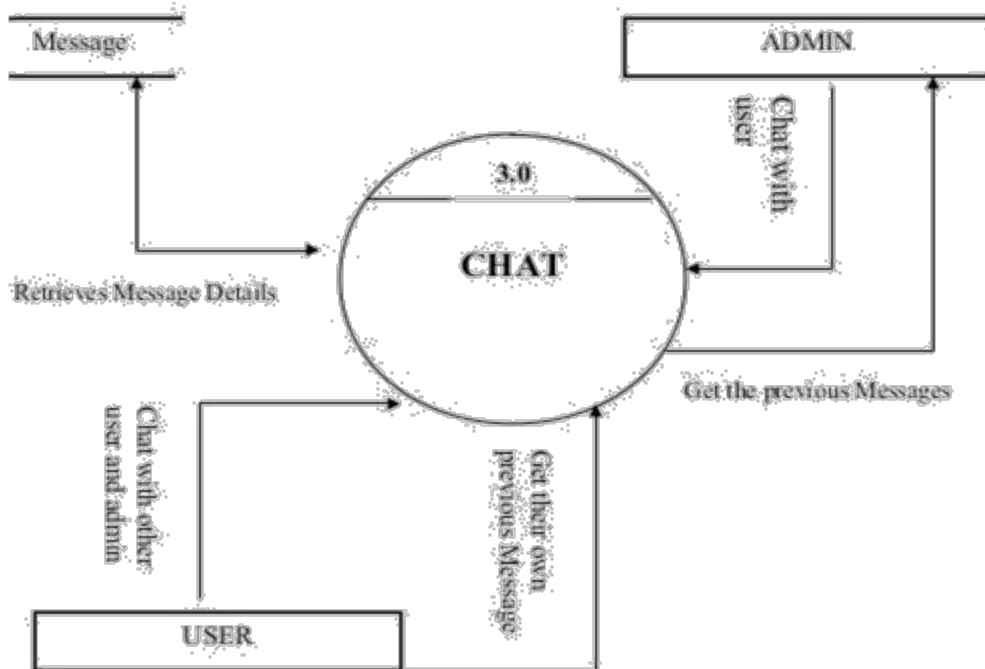 Message
ADMIN
Chat with
user
3.0
CHAT
Retrieves Message Details
Get the previous Messages
Chat with other
user and admin
Get their own
previous Message
USER